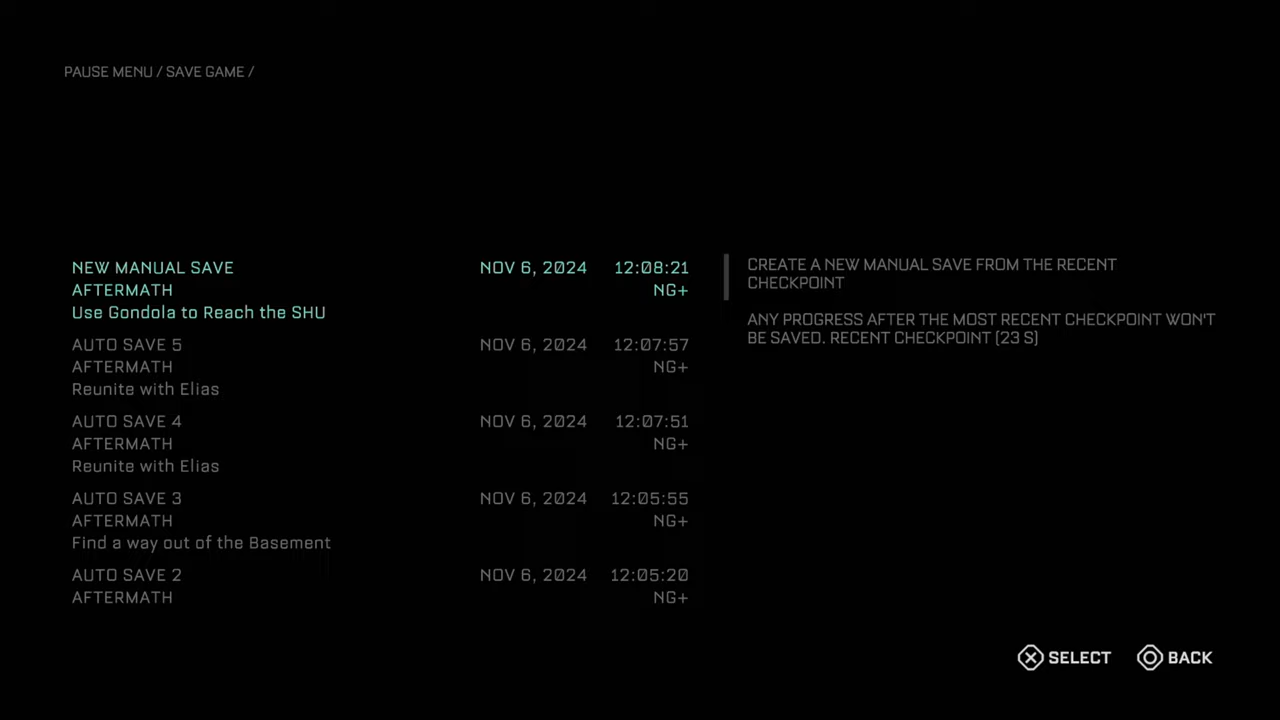 PAUSE MENU / SAVE GAME /
NEW MANUAL SAVE NOV 6, 2024 12:08:21
AFTERMATH NG+
Use Gondola to Reach the SHU
AUTO SAVE 5 NOV 6, 2024 12:07:57
AFTERMATH NG+
Reunite with Elias
AUTO SAVE 4 NOV 6, 2024 12:07:51
AFTERMATH NG+
Reunite with Elias
AUTO SAVE 3 NOV 6, 2024 12:05:55
AFTERMATH NG+
Find a way out of the Basement
AUTO SAVE 2 NOV 6, 2024 12:05:20
AFTERMATH NG+
CREATE A NEW MANUAL SAVE FROM THE RECENT
CHECKPOINT
ANY PROGRESS AFTER THE MOST RECENT CHECKPOINT WON'T
BE SAVED. RECENT CHECKPOINT [23 S]
SELECT BACK